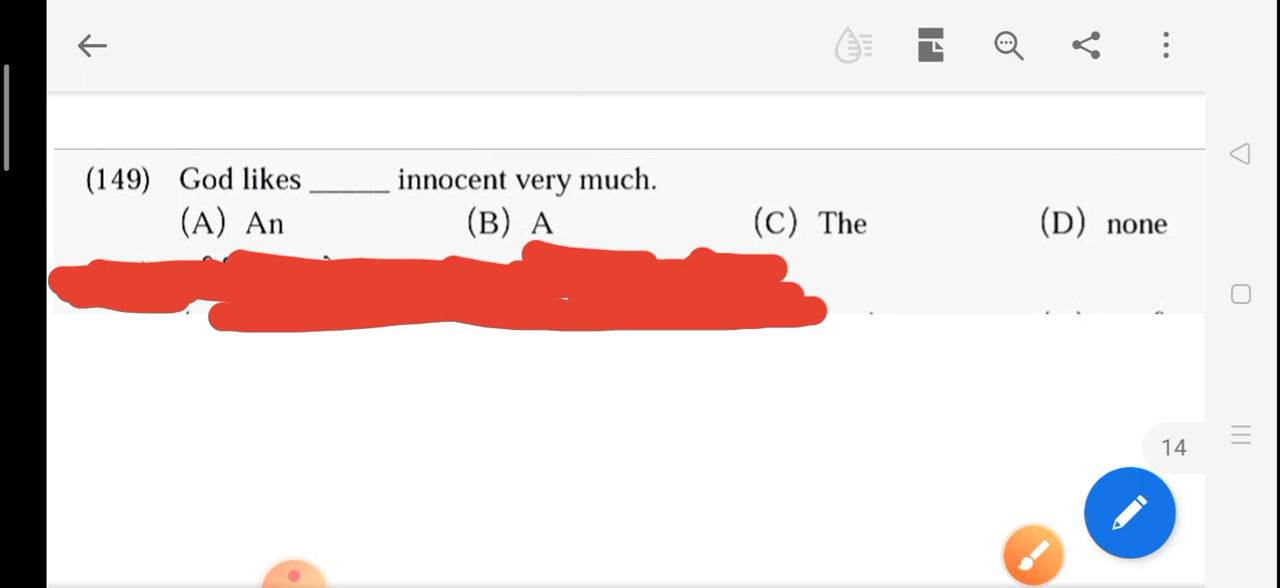 (149) God likes ______ innocent very much.
(A) An (B) A (C) The (D) none
14